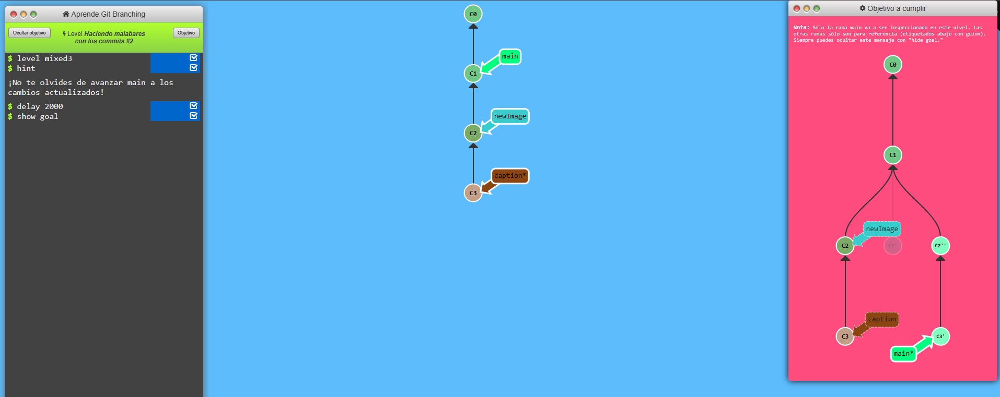 Aprende Git Branching
Ocultar objetivo
Level Haciendo malabares
con los commits #2
Objetivo
$ level mixed3
$ hint
¡No te olvides de avanzar main a los
cambios actualizados!
$ delay 2000
$ show goal
C0
main
C1
newImage
C2
caption*
C3
Objetivo a cumplir
Nota: Sólo la rama main va a ser inspeccionado en este nivel. Las
otras ramas sólo son para referencia (etiquetados abajo con guion).
Siempre puedes ocultar este mensaje con "hide goal."
C0
C1
newImage
C2
C2'
C2''
caption
C3
C3'
main*